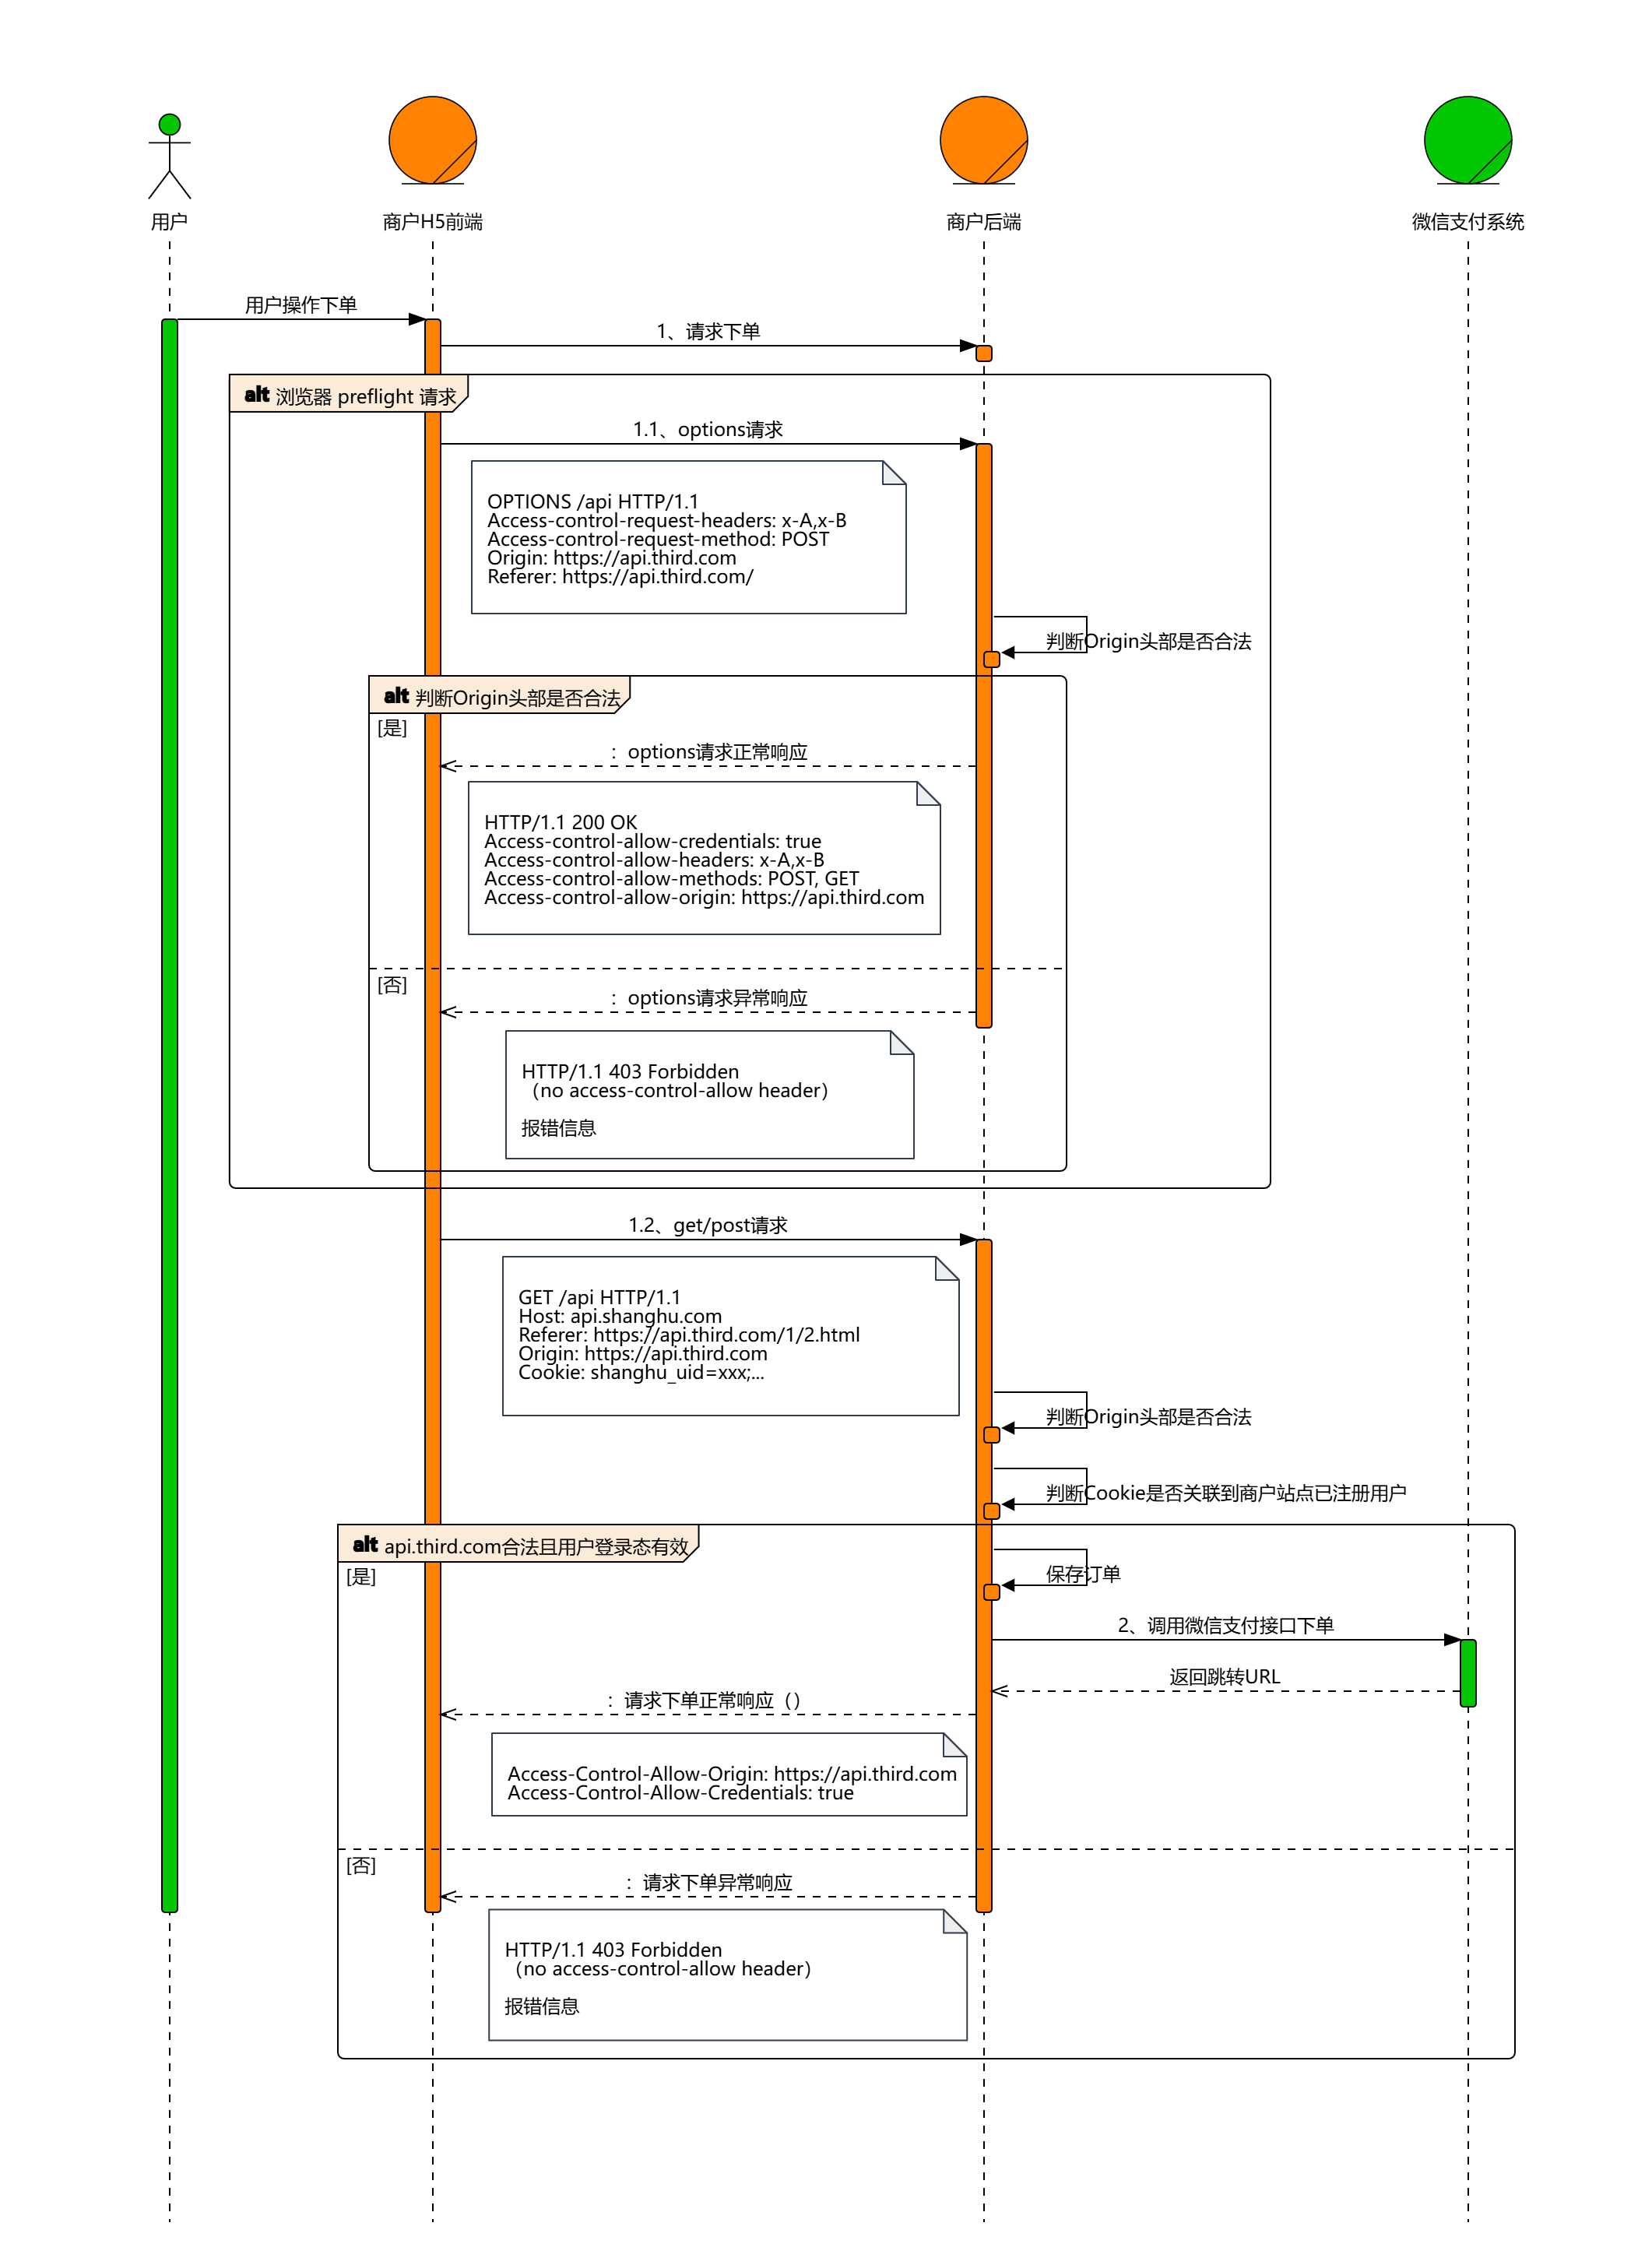 用户
商户H5前端
商户后端
微信支付系统
用户操作下单
1、请求下单
alt 浏览器 preflight 请求
1.1、options请求
OPTIONS /api HTTP/1.1
Access-control-request-headers: x-A,x-B
Access-control-request-method: POST
Origin: https://api.third.com
Referer: https://api.third.com/
判断Origin头部是否合法
alt 判断Origin头部是否合法
[是]
：options请求正常响应
HTTP/1.1 200 OK
Access-control-allow-credentials: true
Access-control-allow-headers: x-A,x-B
Access-control-allow-methods: POST, GET
Access-control-allow-origin: https://api.third.com
[否]
：options请求异常响应
HTTP/1.1 403 Forbidden
（no access-control-allow header）
报错信息
1.2、get/post请求
GET /api HTTP/1.1
Host: api.shanghu.com
Referer: https://api.third.com/1/2.html
Origin: https://api.third.com
Cookie: shanghu_uid=xxx;...
判断Origin头部是否合法
判断Cookie是否关联到商户站点已注册用户
alt api.third.com合法且用户登录态有效
[是]
保存订单
2、调用微信支付接口下单
返回跳转URL
：请求下单正常响应（）
Access-Control-Allow-Origin: https://api.third.com
Access-Control-Allow-Credentials: true
[否]
：请求下单异常响应
HTTP/1.1 403 Forbidden
（no access-control-allow header）
报错信息